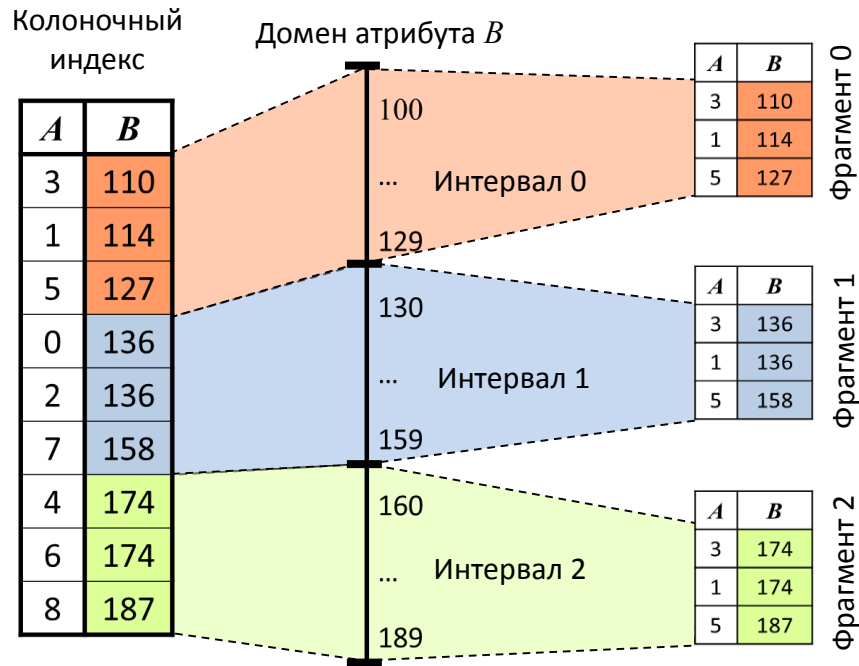 Колоночный
индекс
A B
3 110
1 114
5 127
0 136
2 136
7 158
4 174
6 174
8 187
Домен атрибута B
100
... Интервал 0
129
130
... Интервал 1
159
160
... Интервал 2
189
A B
3 110
1 114
5 127
Фрагмент 0
A B
3 136
1 136
5 158
Фрагмент 1
A B
3 174
1 174
5 187
Фрагмент 2